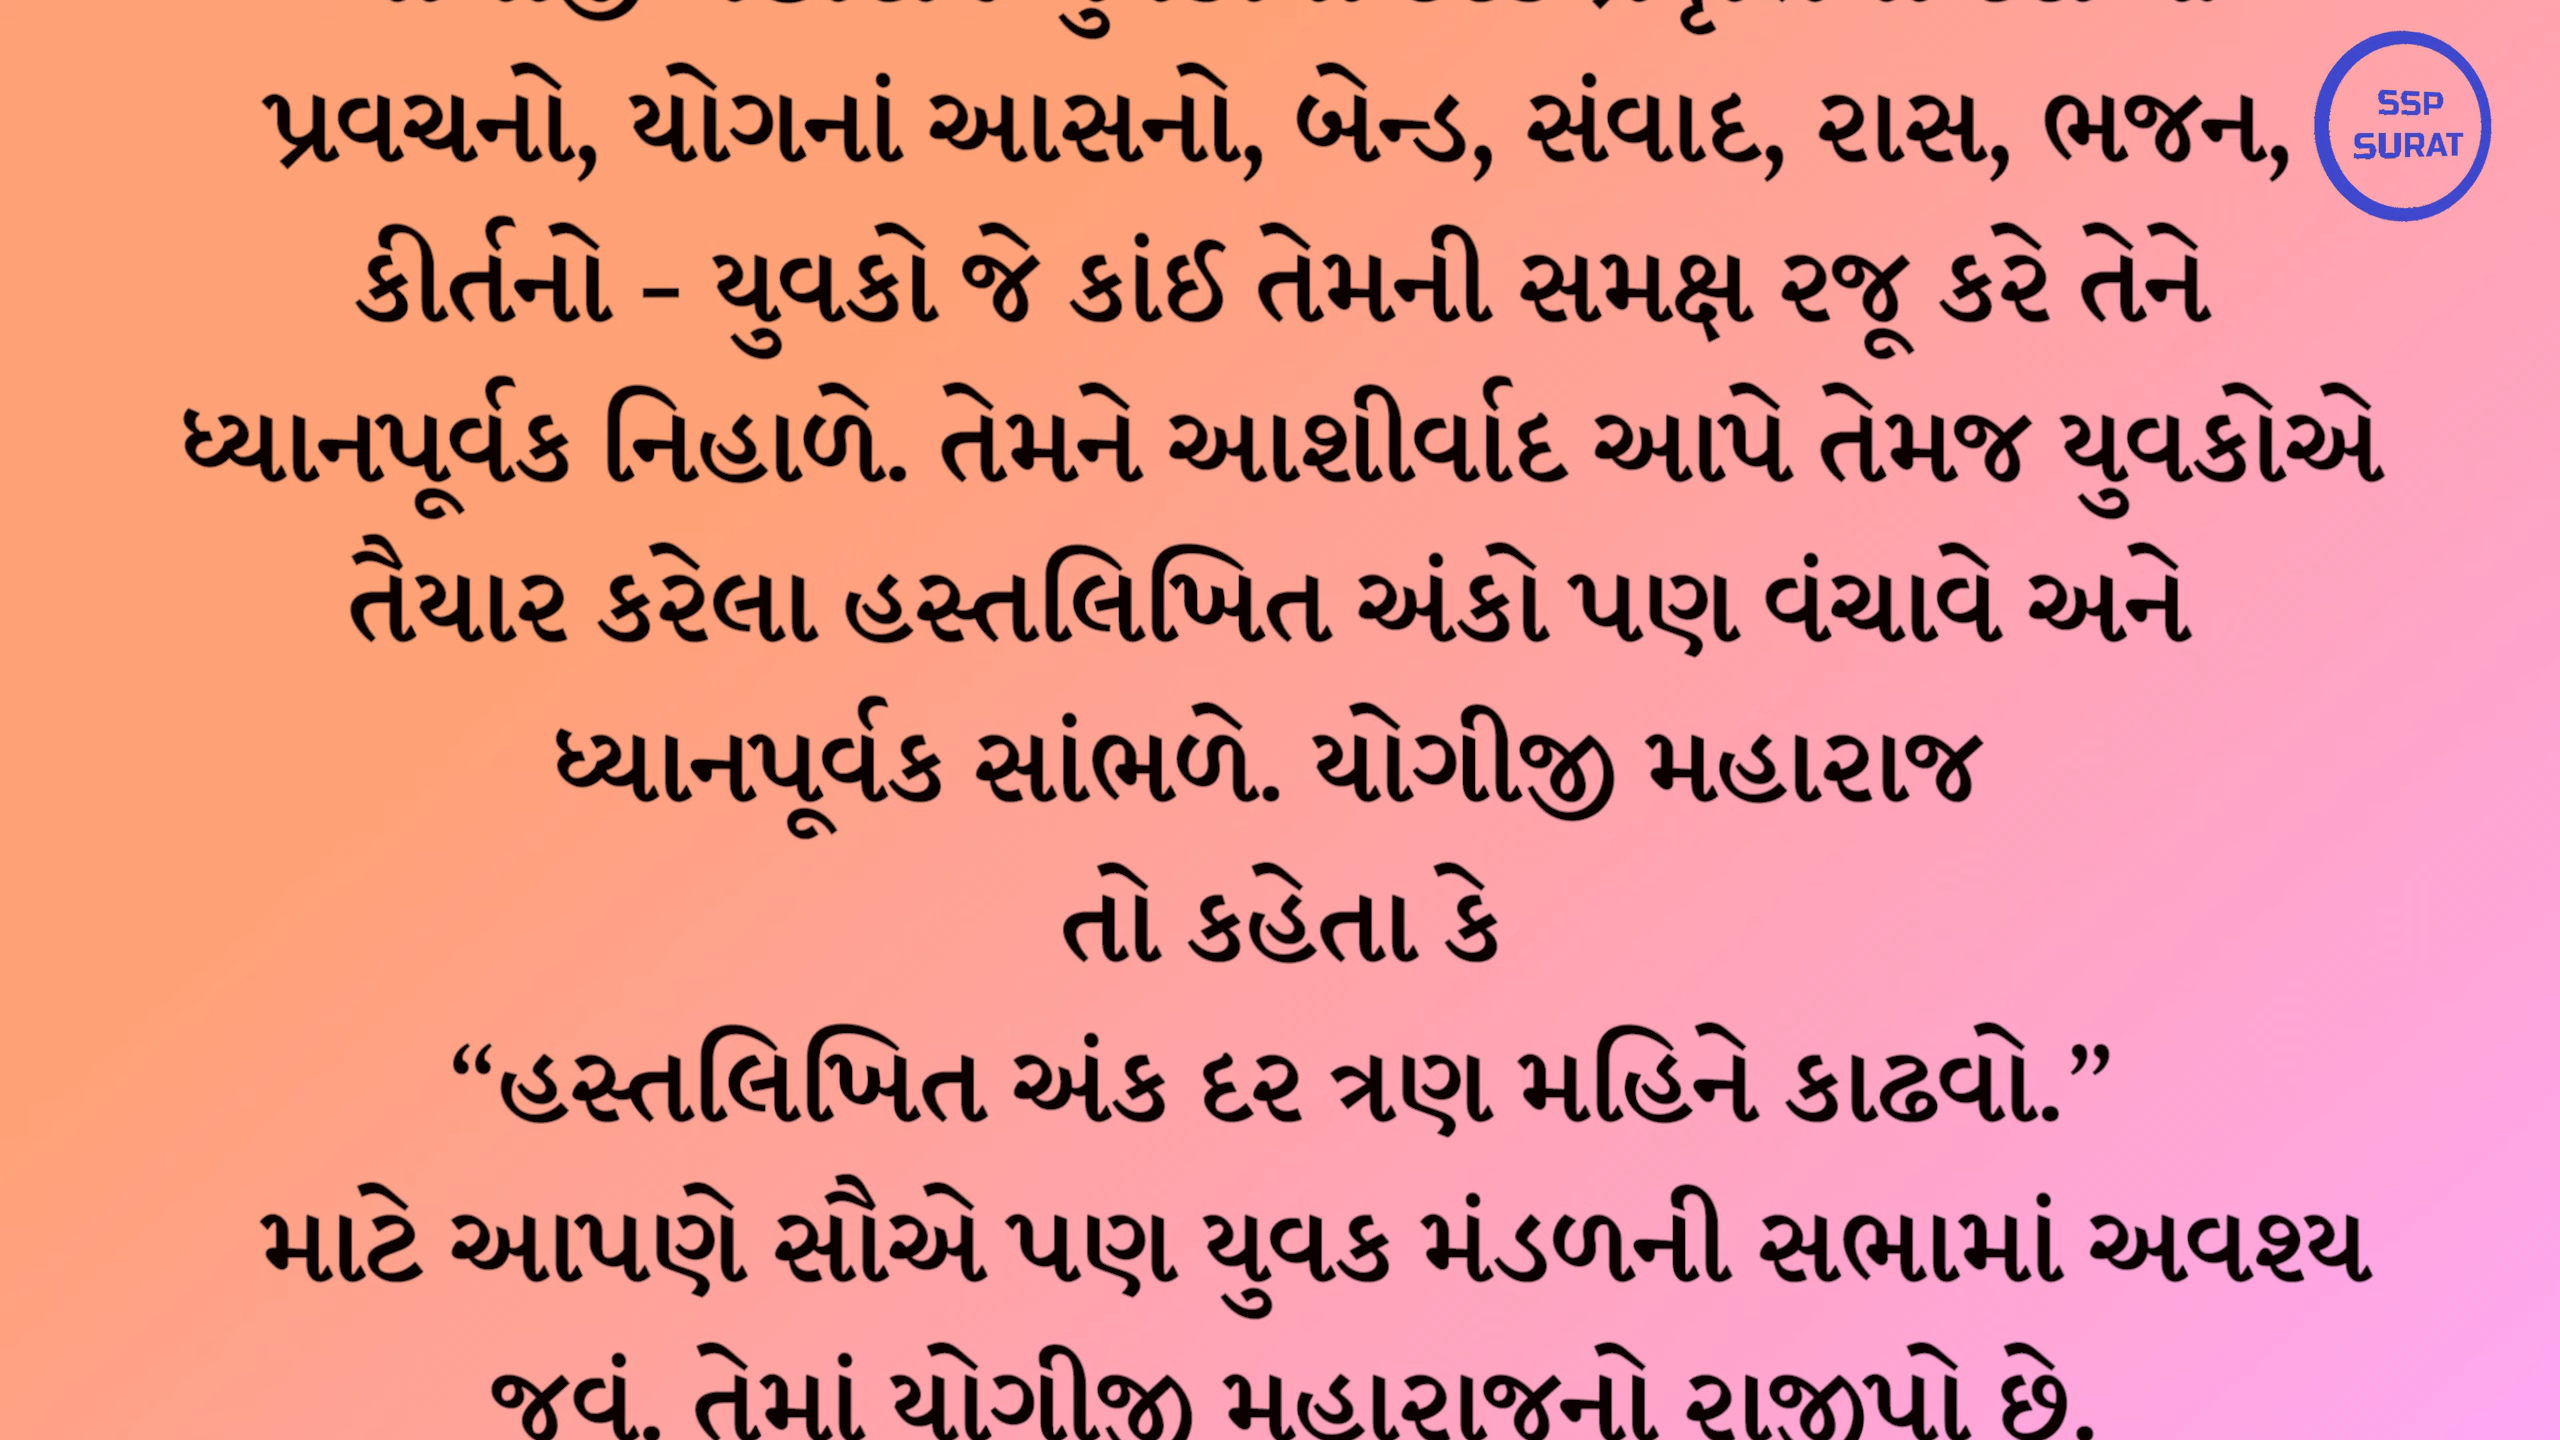 પ્રવચનો, યોગનાં આસનો, બેન્ડ, સંવાદ, રાસ, ભજન,
SSP
SURAT
કીર્તનો - યુવકો જે કાંઈ તેમની સમક્ષ રજૂ કરે તેને
ધ્યાનપૂર્વક નિહાળે. તેમને આશીર્વાદ આપે તેમજ યુવકોએ
તૈયાર કરેલા હસ્તલિખિત અંકો પણ વંચાવે અને
ધ્યાનપૂર્વક સાંભળે. યોગીજી મહારાજ
તો કહેતા કે
“હસ્તલિખિત અંક દર ત્રણ મહિને કાઢવો.”
માટે આપણે સૌએ પણ યુવક મંડળની સભામાં અવશ્ય
તેમાં યોગીજી મહારાજનો રાજીપો છે.